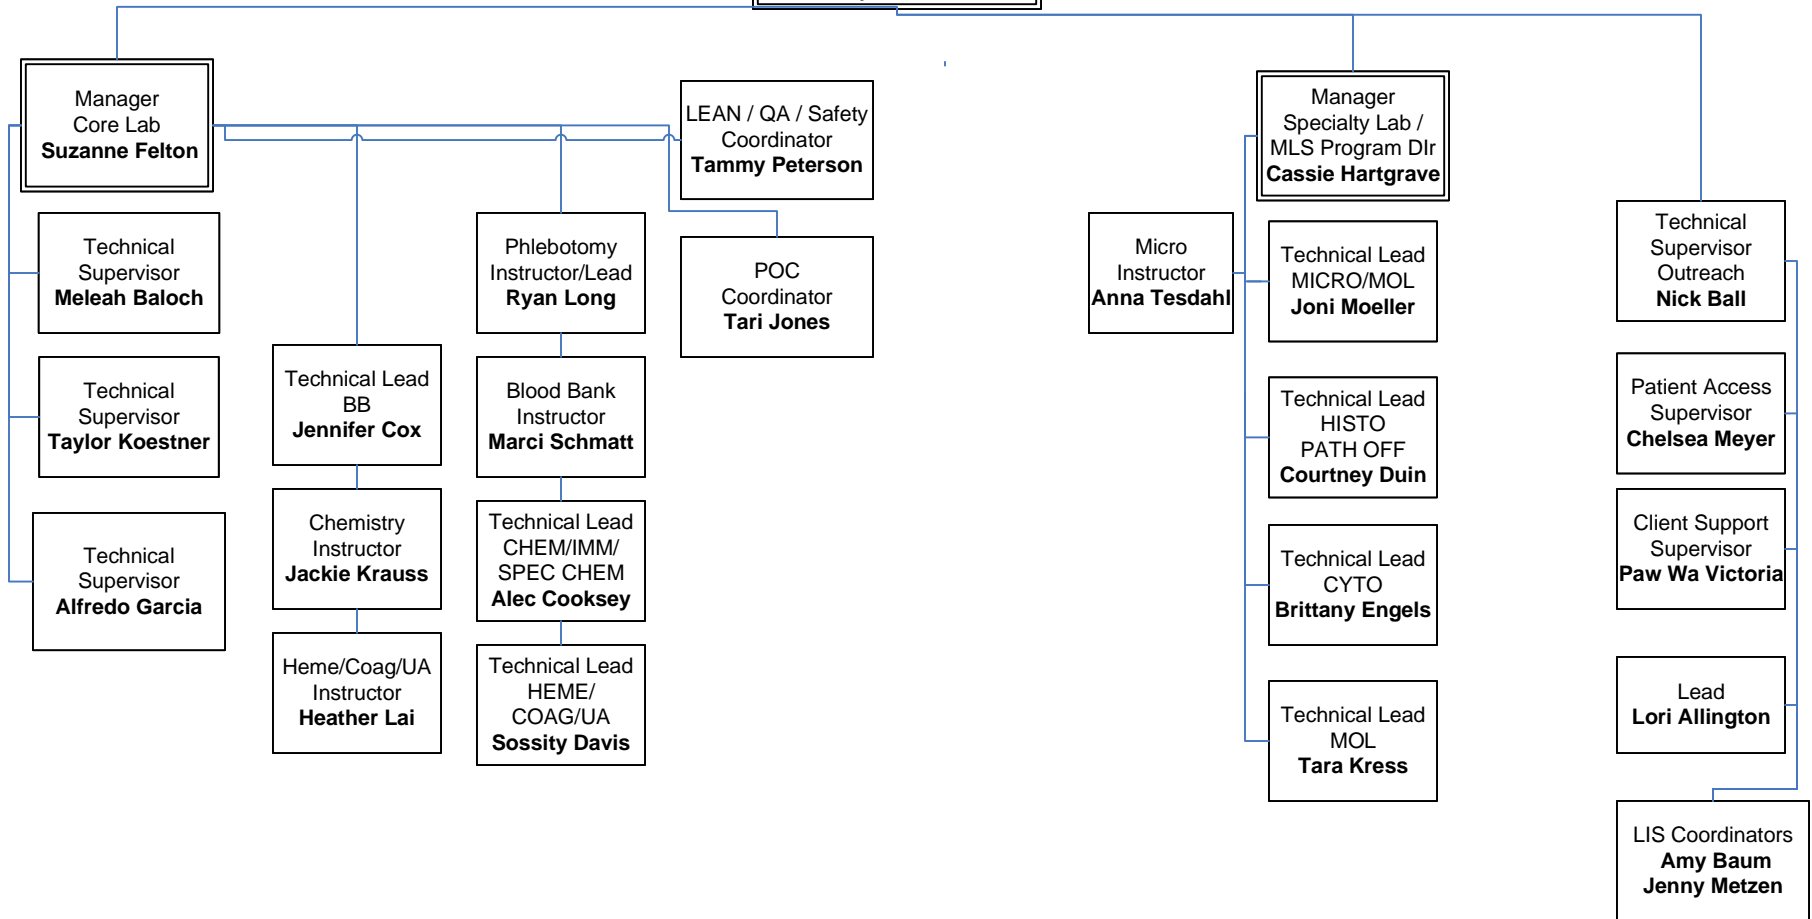 Manager
Core Lab
Suzanne Felton
Technical
Supervisor
Meleah Baloch
Technical
Supervisor
Taylor Koestner
Technical
Supervisor
Alfredo Garcia
Technical Lead
BB
Jennifer Cox
Chemistry
Instructor
Jackie Krauss
Heme/Coag/UA
Instructor
Heather Lai
Phlebotomy
Instructor/Lead
Ryan Long
Blood Bank
Instructor
Marci Schmatt
Technical Lead
CHEM/IMM/
SPEC CHEM
Alec Cooksey
Technical Lead
HEME/
COAG/UA
Sossity Davis
LEAN / QA / Safety
Coordinator
Tammy Peterson
POC
Coordinator
Tari Jones
Manager
Specialty Lab /
MLS Program DIr
Cassie Hartgrave
Micro
Instructor
Anna Tesdahl
Technical Lead
MICRO/MOL
Joni Moeller
Technical Lead
HISTO
PATH OFF
Courtney Duin
Technical Lead
CYTO
Brittany Engels
Technical Lead
MOL
Tara Kress
Technical
Supervisor
Outreach
Nick Ball
Patient Access
Supervisor
Chelsea Meyer
Client Support
Supervisor
Paw Wa Victoria
Lead
Lori Allington
LIS Coordinators
Amy Baum
Jenny Metzen